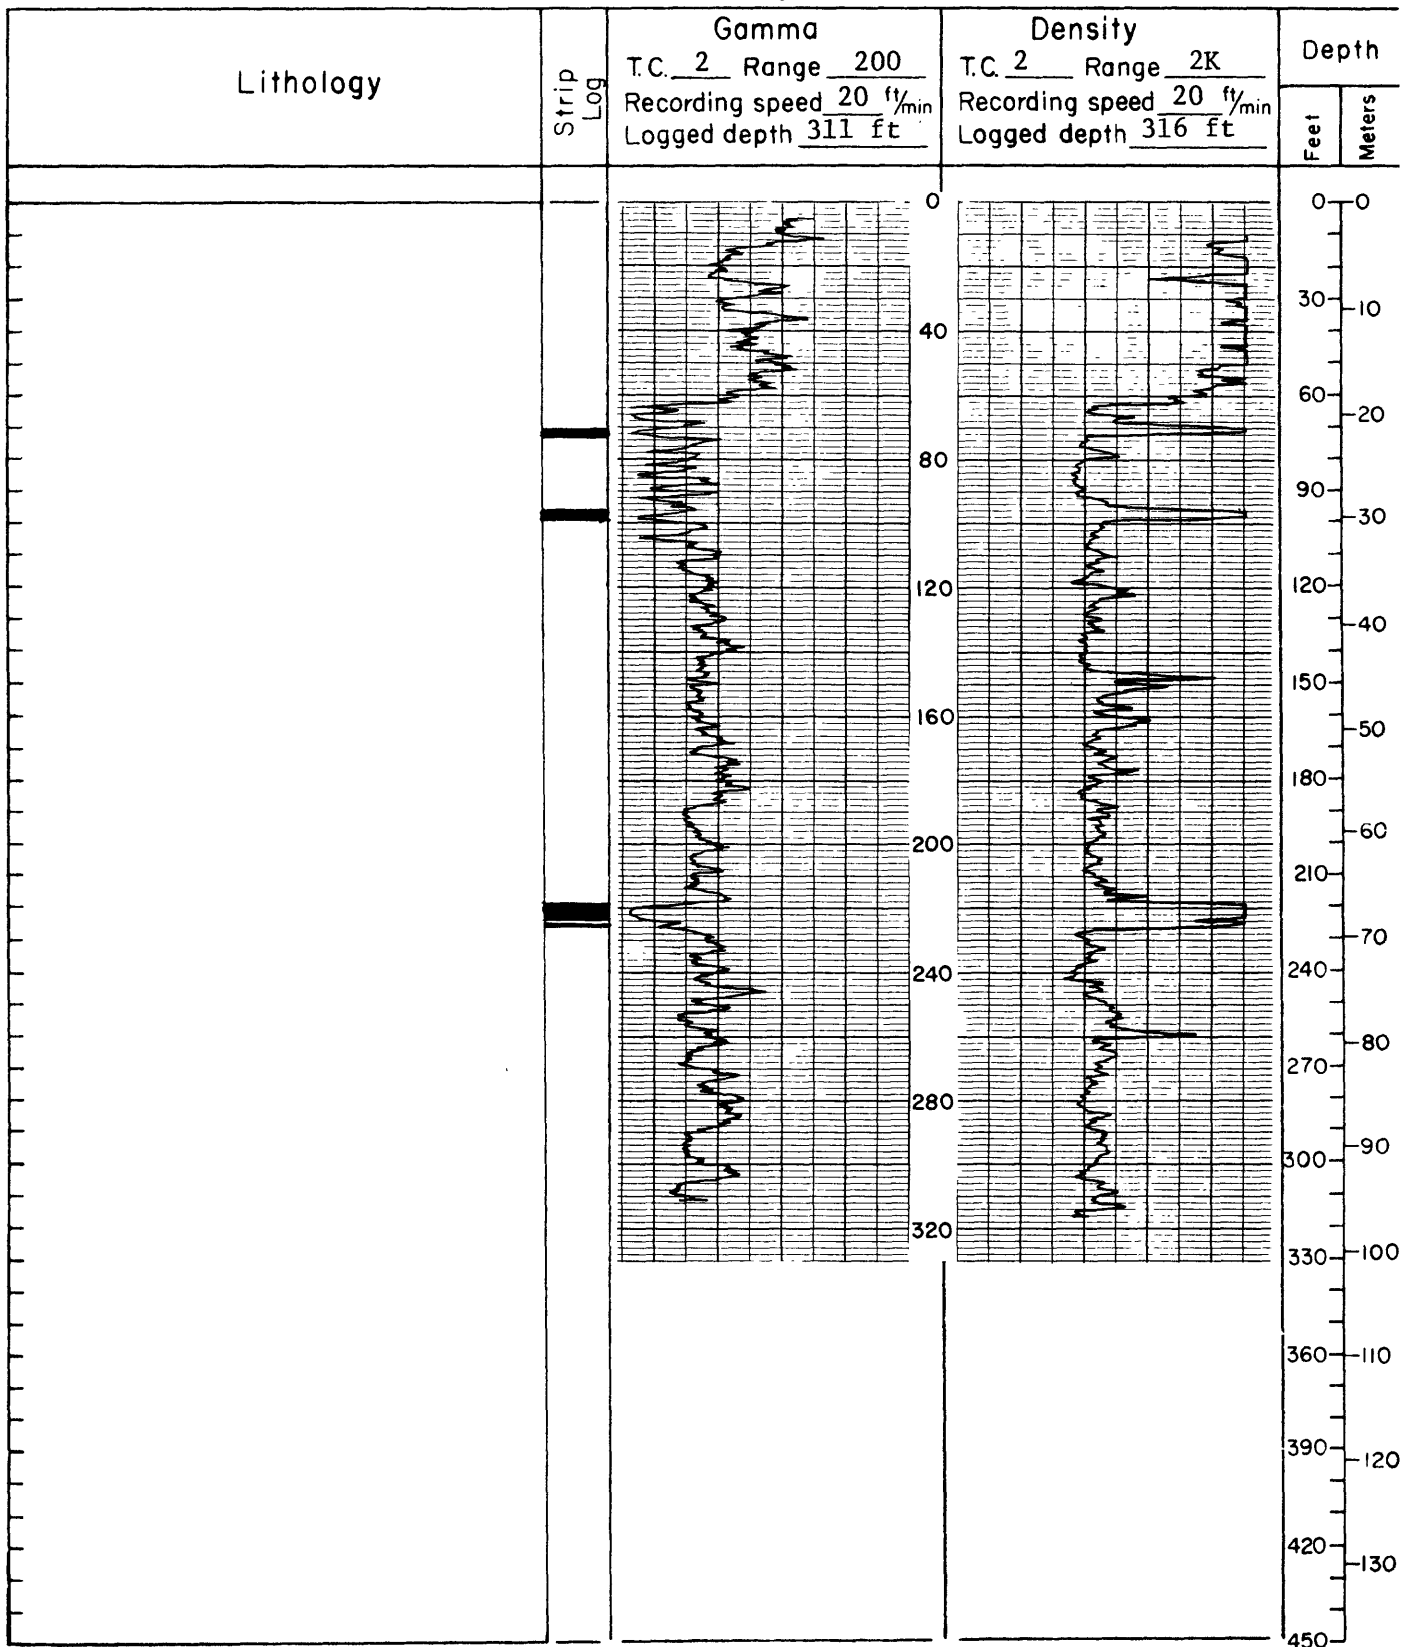 Lithology
Strip
Log
Gamma
T.C. 2 Range 200
Recording speed 20 ft/min
Logged depth 311 ft
Density
T.C. 2 Range 2K
Recording speed 20 ft/min
Logged depth 316 ft
Depth
Feet
Meters
0
40
80
120
160
200
240
280
320
0
30
60
90
120
150
180
210
240
270
300
330
360
390
420
450
0
10
20
30
40
50
60
70
80
90
100
110
120
130